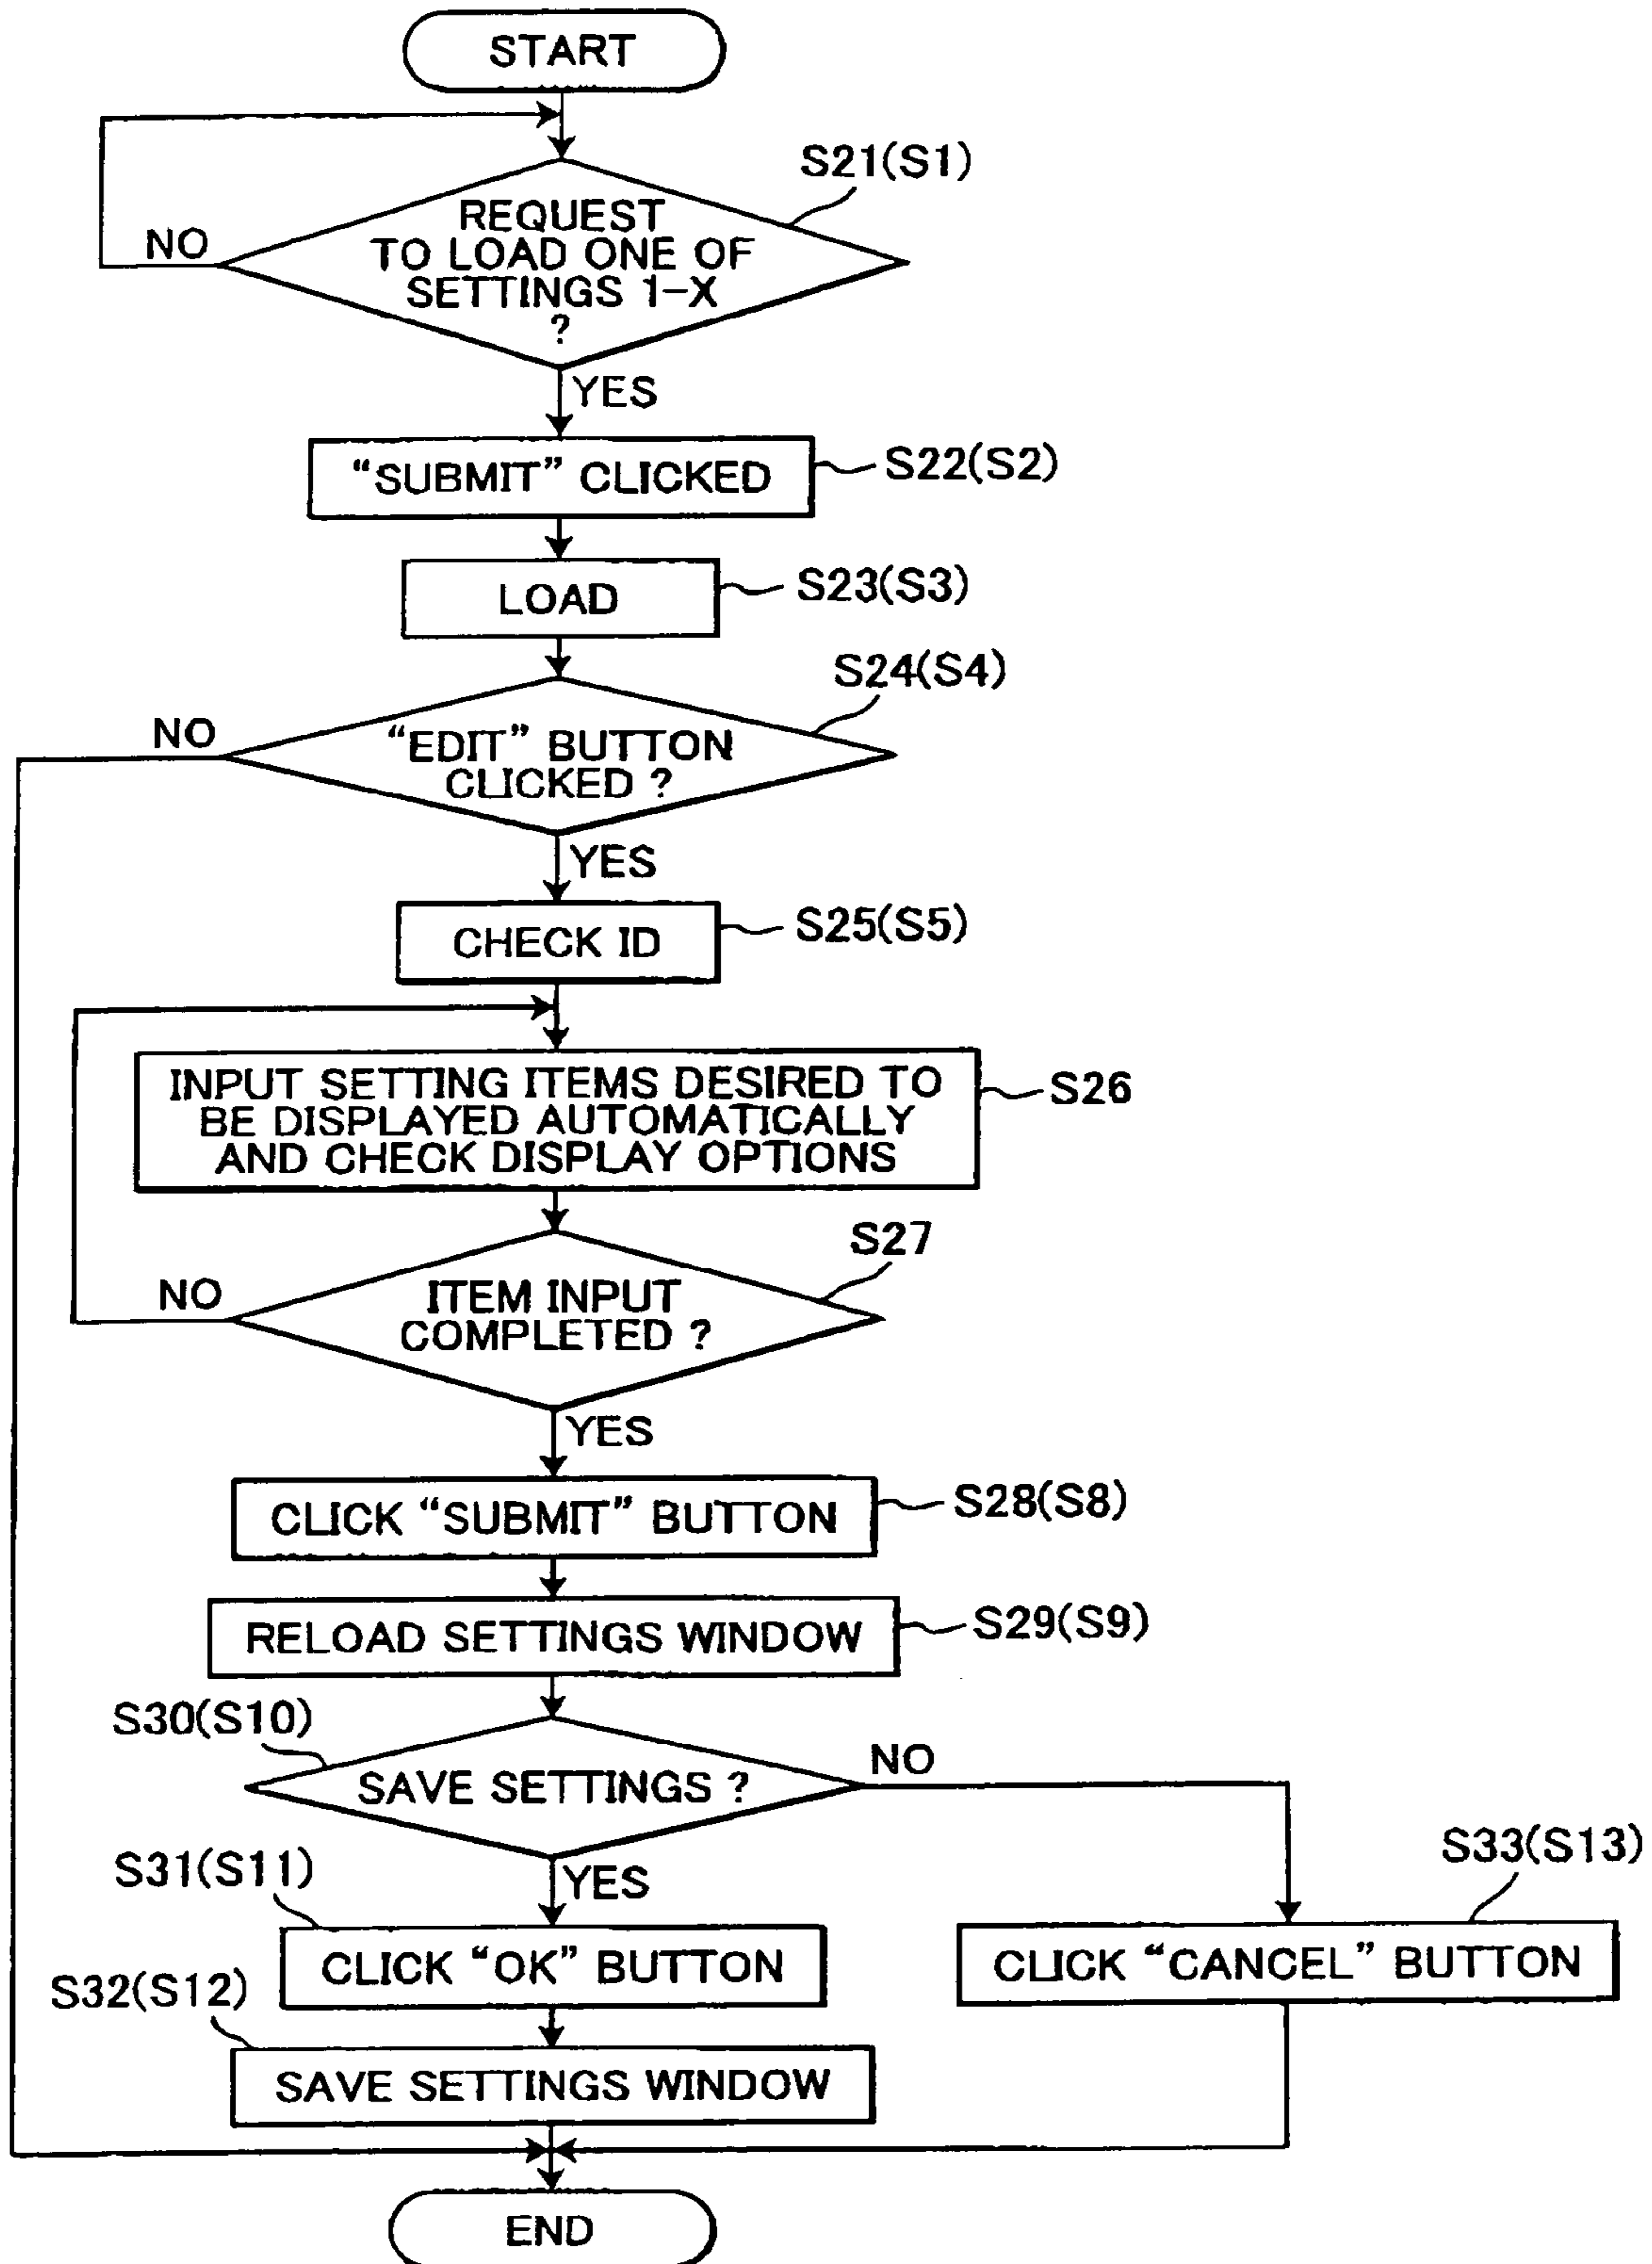 START
S21(S1)
REQUEST
TO LOAD ONE OF
SETTINGS 1-X
?
NO
YES
“SUBMIT” CLICKED
S22(S2)
LOAD
S23(S3)
S24(S4)
NO
“EDIT” BUTTON
CLICKED ?
YES
CHECK ID
S25(S5)
INPUT SETTING ITEMS DESIRED TO
BE DISPLAYED AUTOMATICALLY
AND CHECK DISPLAY OPTIONS
S26
S27
NO
ITEM INPUT
COMPLETED ?
YES
CLICK “SUBMIT” BUTTON
S28(S8)
RELOAD SETTINGS WINDOW
S29(S9)
S30(S10)
SAVE SETTINGS ?
NO
YES
S31(S11)
CLICK “OK” BUTTON
S33(S13)
CLICK “CANCEL” BUTTON
S32(S12)
SAVE SETTINGS WINDOW
END